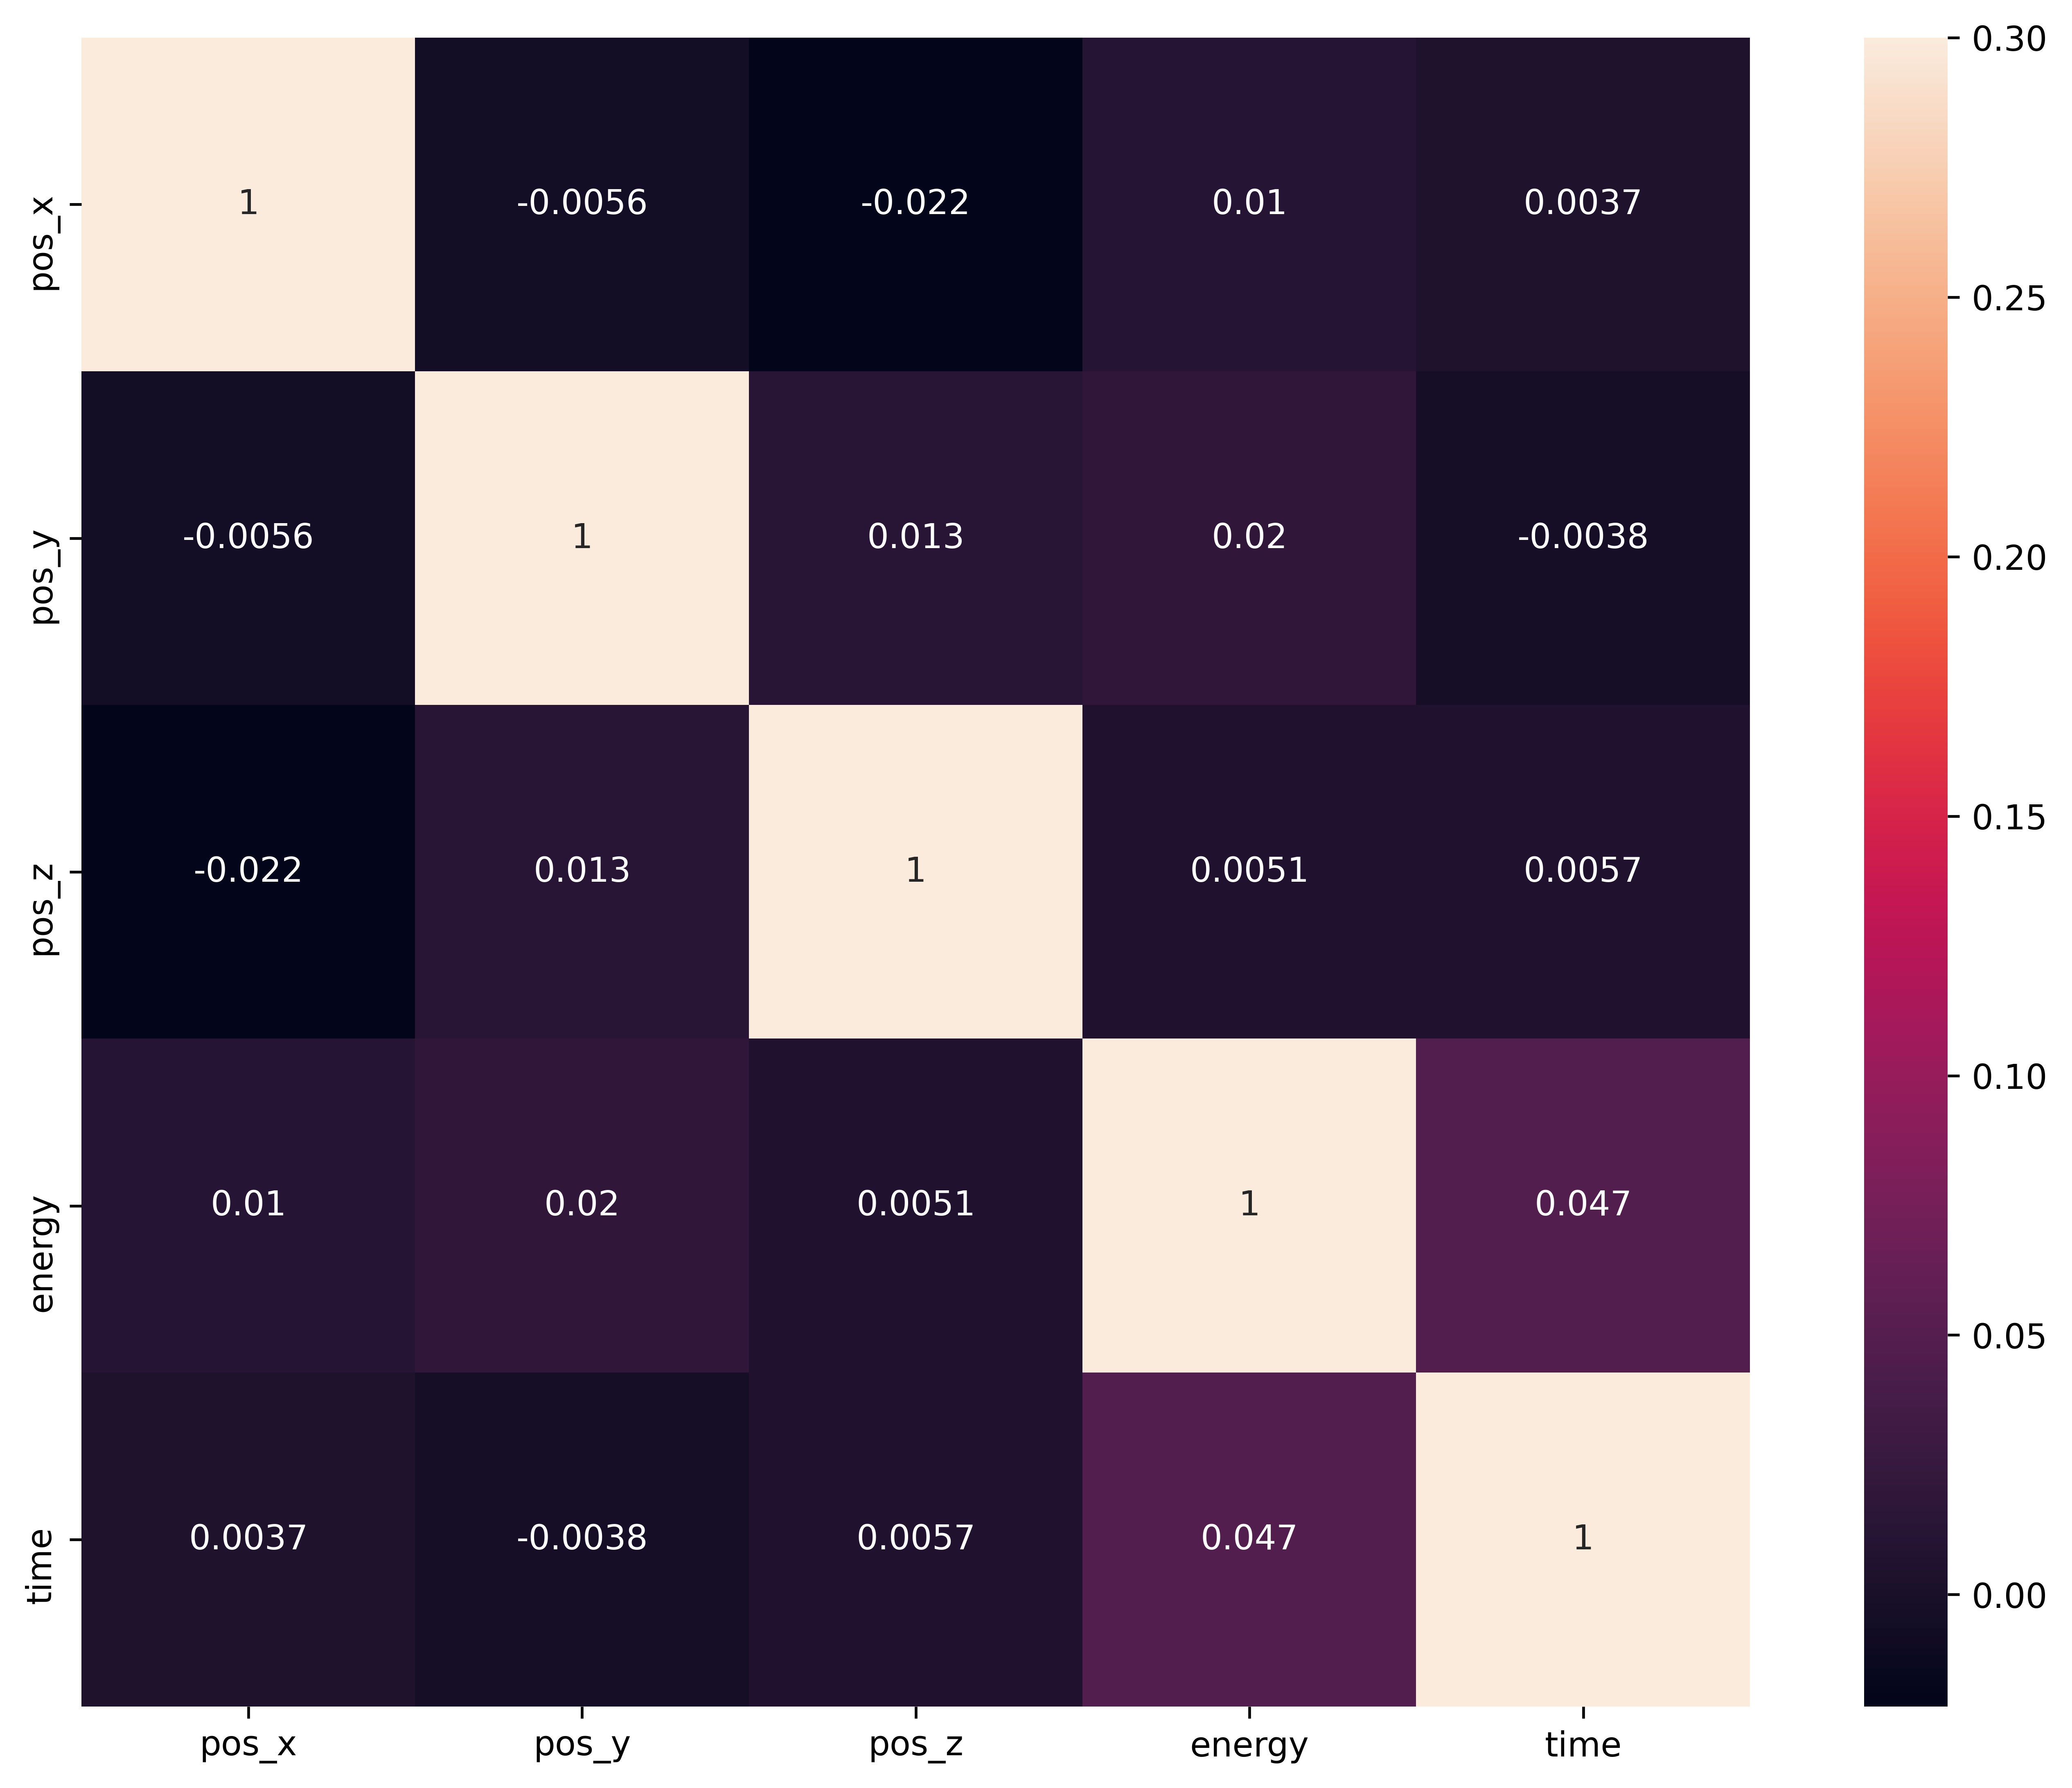 0.30
pos_x 1 -0.0056 -0.022 0.01 0.0037
0.25
pos_y -0.0056 1 0.013 0.02 -0.0038
0.20
0.15
pos_z -0.022 0.013 1 0.0051 0.0057
0.10
energy 0.01 0.02 0.0051 1 0.047
0.05
time 0.0037 -0.0038 0.0057 0.047 1
0.00
pos_x pos_y pos_z energy time